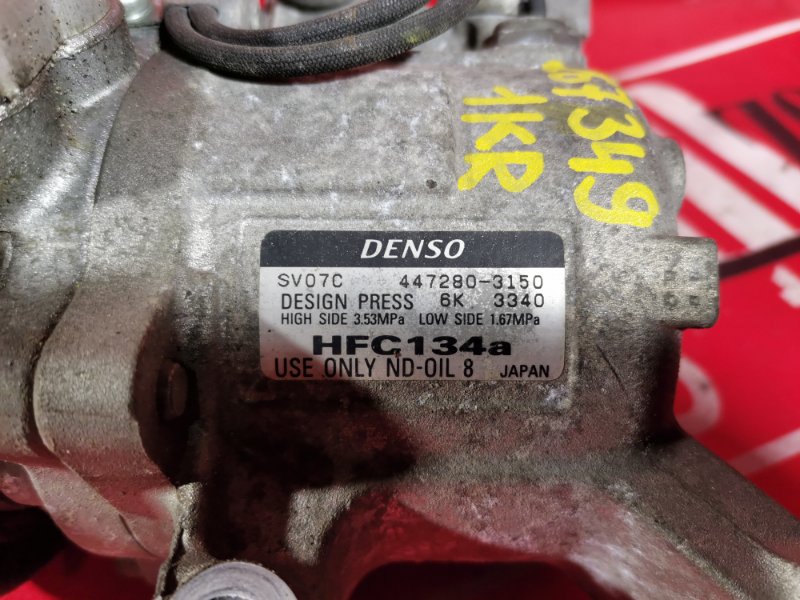 .67349
1KR
DENSO
SV07C 447280-3150
DESIGN PRESS 6K 3340
HIGH SIDE 3.53MPa LOW SIDE 1.67MPa
HFC134a
USE ONLY ND-OIL 8 JAPAN